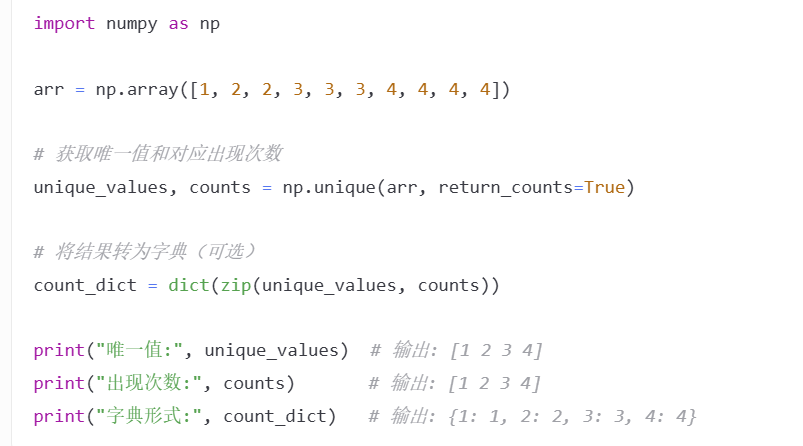 import numpy as np
arr = np.array([1, 2, 2, 3, 3, 3, 4, 4, 4, 4])
# 获取唯一值和对应出现次数
unique_values, counts = np.unique(arr, return_counts=True)
# 将结果转为字典（可选）
count_dict = dict(zip(unique_values, counts))
print("唯一值:", unique_values)  # 输出: [1 2 3 4]
print("出现次数:", counts)       # 输出: [1 2 3 4]
print("字典形式:", count_dict)   # 输出: {1: 1, 2: 2, 3: 3, 4: 4}